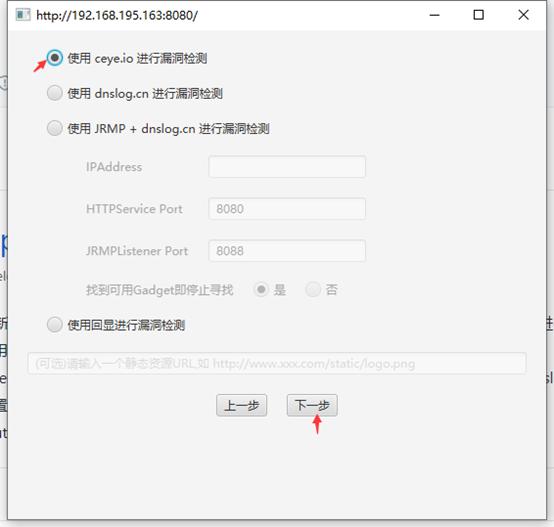 http://192.168.195.163:8080/
使用 ceye.io 进行漏洞检测
使用 dnslog.cn 进行漏洞检测
使用 JRMP + dnslog.cn 进行漏洞检测
IPAddress
HTTPService Port 8080
JRMPListener Port 8088
找到可用Gadget即停止寻找 是 否
使用回显进行漏洞检测
(可选)请输入一个静态资源URL,如 http://www.xxx.com/static/logo.png
上一步 下一步